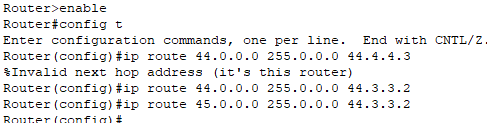 Router>enable
Router#config t
Enter configuration commands, one per line.  End with CNTL/Z.
Router(config)#ip route 44.0.0.0 255.0.0.0 44.4.4.3
%Invalid next hop address (it's this router)
Router(config)#ip route 44.0.0.0 255.0.0.0 44.3.3.2
Router(config)#ip route 45.0.0.0 255.0.0.0 44.3.3.2
Router(config)#